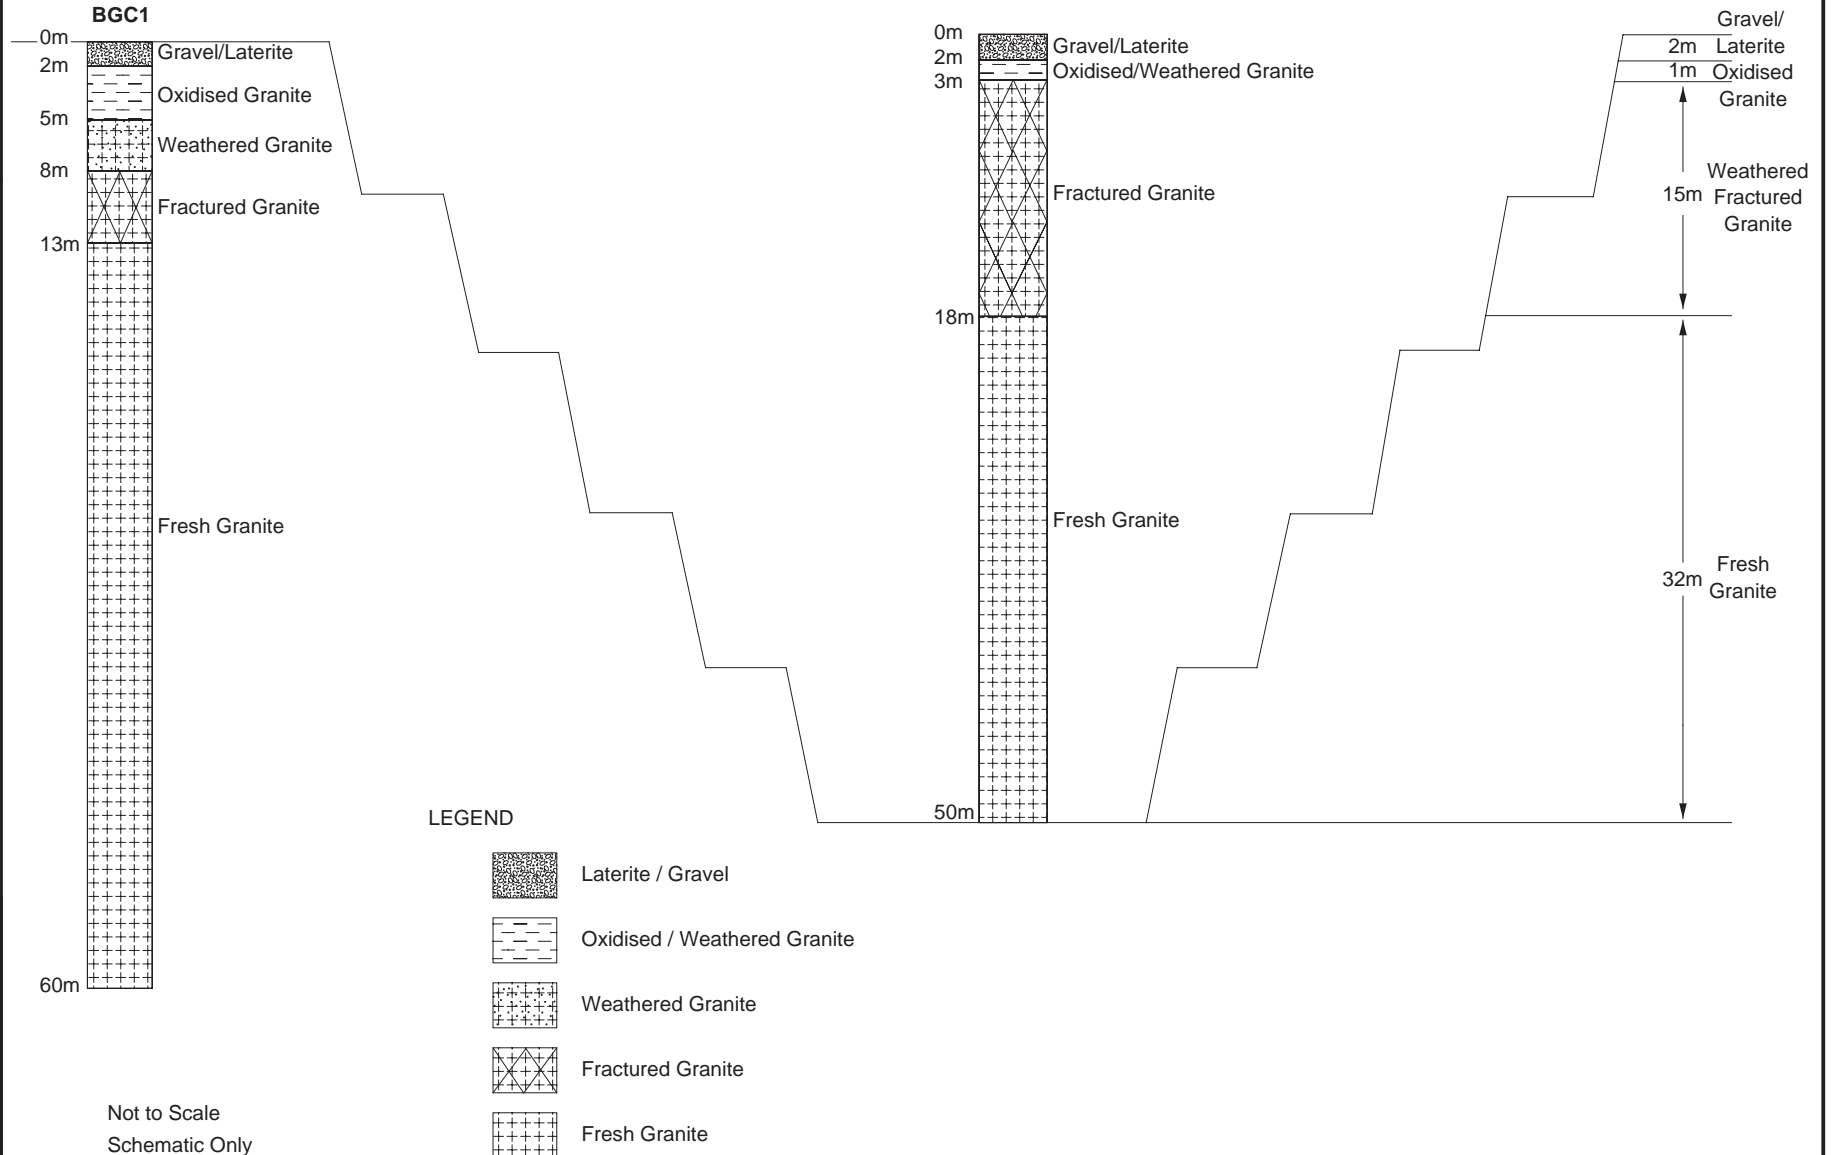 BGC1
0m
Gravel/Laterite
2m
Oxidised Granite
5m
Weathered Granite
8m
Fractured Granite
13m
Fresh Granite
60m
0m
Gravel/Laterite
2m
Oxidised/Weathered Granite
3m
Fractured Granite
18m
Fresh Granite
50m
Gravel/
2m Laterite
1m Oxidised
Granite
Weathered
15m Fractured
Granite
Fresh
32m Granite
LEGEND
Laterite / Gravel
Oxidised / Weathered Granite
Weathered Granite
Fractured Granite
Fresh Granite
Not to Scale
Schematic Only